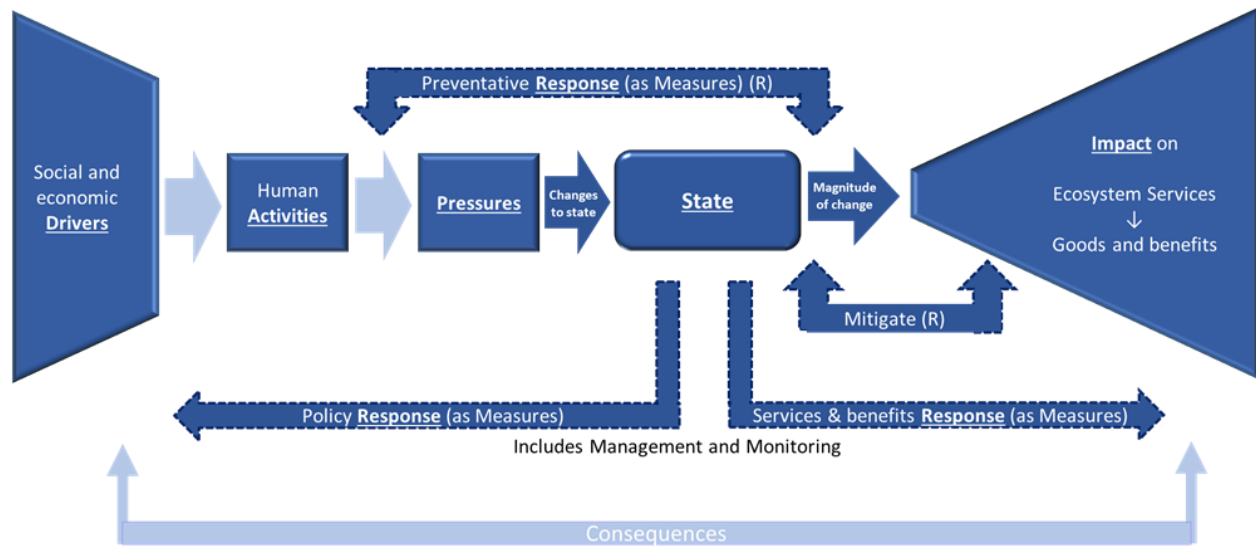 Preventative Response (as Measures) (R)
Social and
economic
Drivers
Human
Activities
Pressures
Changes
to state
State
Magnitude
of change
Impact on
Ecosystem Services
↓
Goods and benefits
Mitigate (R)
Policy Response (as Measures)
Services & benefits Response (as Measures)
Includes Management and Monitoring
Consequences